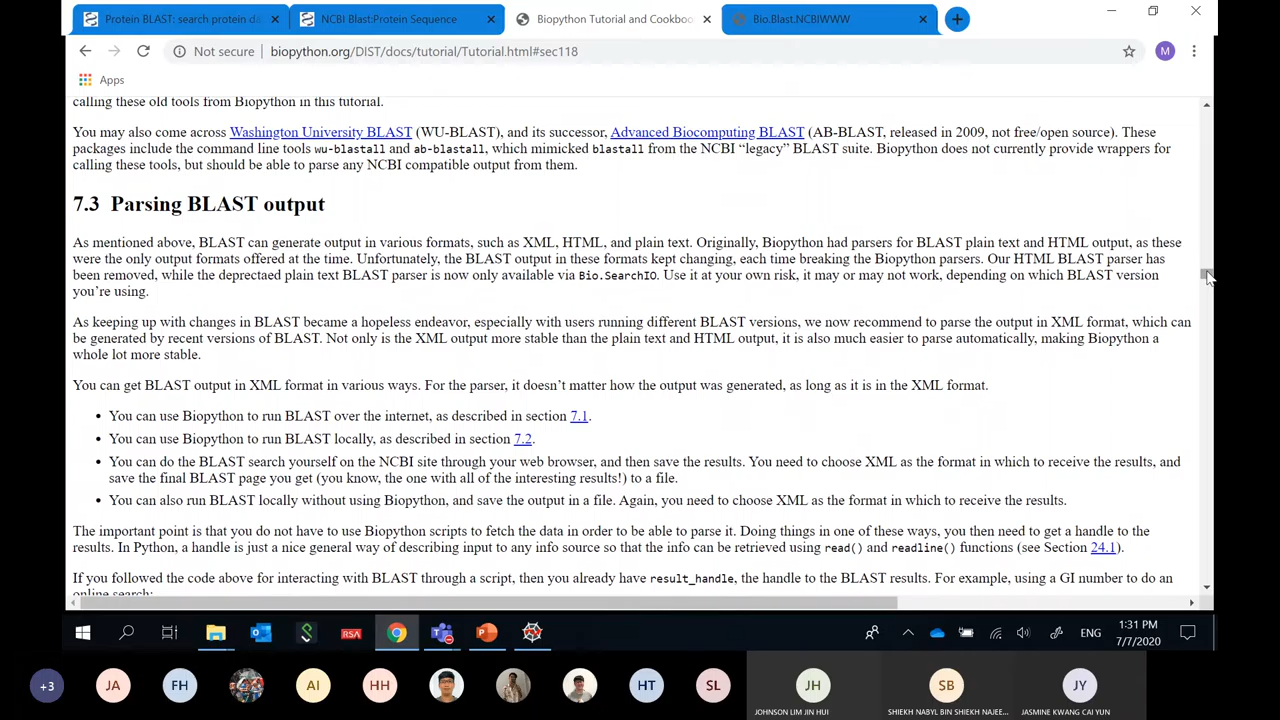 Protein BLAST: search protein da
NCBI Blast:Protein Sequence
Biopython Tutorial and Cookboo
Bio.Blast.NCBIWWW
Not secure
biopython.org/DIST/docs/tutorial/Tutorial.html#sec118
M
Apps
calling these old tools from Biopython in this tutorial.
You may also come across Washington University BLAST (WU-BLAST), and its successor, Advanced Biocomputing BLAST (AB-BLAST, released in 2009, not free/open source). These
packages include the command line tools wu-blastall and ab-blastall, which mimicked blastall from the NCBI “legacy” BLAST suite. Biopython does not currently provide wrappers for
calling these tools, but should be able to parse any NCBI compatible output from them.
7.3 Parsing BLAST output
As mentioned above, BLAST can generate output in various formats, such as XML, HTML, and plain text. Originally, Biopython had parsers for BLAST plain text and HTML output, as these
were the only output formats offered at the time. Unfortunately, the BLAST output in these formats kept changing, each time breaking the Biopython parsers. Our HTML BLAST parser has
been removed, while the deprectaed plain text BLAST parser is now only available via Bio.SearchIO. Use it at your own risk, it may or may not work, depending on which BLAST version
you’re using.
As keeping up with changes in BLAST became a hopeless endeavor, especially with users running different BLAST versions, we now recommend to parse the output in XML format, which can
be generated by recent versions of BLAST. Not only is the XML output more stable than the plain text and HTML output, it is also much easier to parse automatically, making Biopython a
whole lot more stable.
You can get BLAST output in XML format in various ways. For the parser, it doesn’t matter how the output was generated, as long as it is in the XML format.
• You can use Biopython to run BLAST over the internet, as described in section 7.1.
• You can use Biopython to run BLAST locally, as described in section 7.2.
• You can do the BLAST search yourself on the NCBI site through your web browser, and then save the results. You need to choose XML as the format in which to receive the results, and
save the final BLAST page you get (you know, the one with all of the interesting results!) to a file.
• You can also run BLAST locally without using Biopython, and save the output in a file. Again, you need to choose XML as the format in which to receive the results.
The important point is that you do not have to use Biopython scripts to fetch the data in order to be able to parse it. Doing things in one of these ways, you then need to get a handle to the
results. In Python, a handle is just a nice general way of describing input to any info source so that the info can be retrieved using read() and readline() functions (see Section 24.1).
If you followed the code above for interacting with BLAST through a script, then you already have result_handle, the handle to the BLAST results. For example, using a GI number to do an
online search:
RSA
ENG
1:31 PM
7/7/2020
+3
JA
FH
AI
HH
HT
SL
JH
SB
JY
JOHNSON LIM JIN HUI
SHIEKH NABYL BIN SHIEKH NAJEE...
JASMINE KWANG CAI YUN